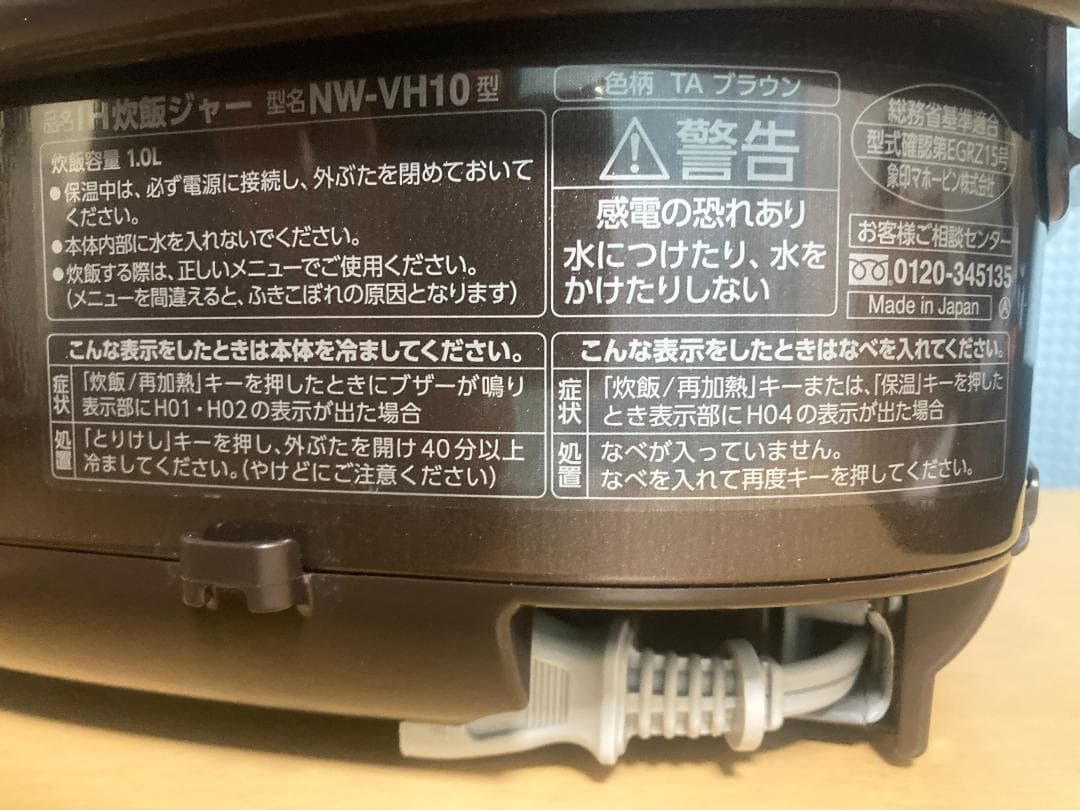 品名 IH炊飯ジャー 型名 NW-VH10 型
炊飯容量 1.0L
●保温中は、必ず電源に接続し、外ぶたを閉めておいて
ください。
●本体内部に水を入れないでください。
●炊飯する際は、正しいメニューでご使用ください。
(メニューを間違えると、ふきこぼれの原因となります)
色柄 TA ブラウン
警告
感電の恐れあり
水につけたり、水を
かけたりしない
総務省基準適合
型式確認第EGRZ15号
象印マホービン株式会社
お客様ご相談センター
0120-345135
Made in Japan Ⓐ
こんな表示をしたときは本体を冷ましてください。
症状
「炊飯/再加熱」キーを押したときにブザーが鳴り
表示部にH01・H02の表示が出た場合
処置
「とりけし」キーを押し、外ぶたを開け40分以上
冷ましてください。(やけどにご注意ください)
こんな表示をしたときはなべを入れてください。
症状
「炊飯/再加熱」キーまたは、「保温」キーを押した
とき表示部にH04の表示が出た場合
処置
なべが入っていません。
なべを入れて再度キーを押してください。